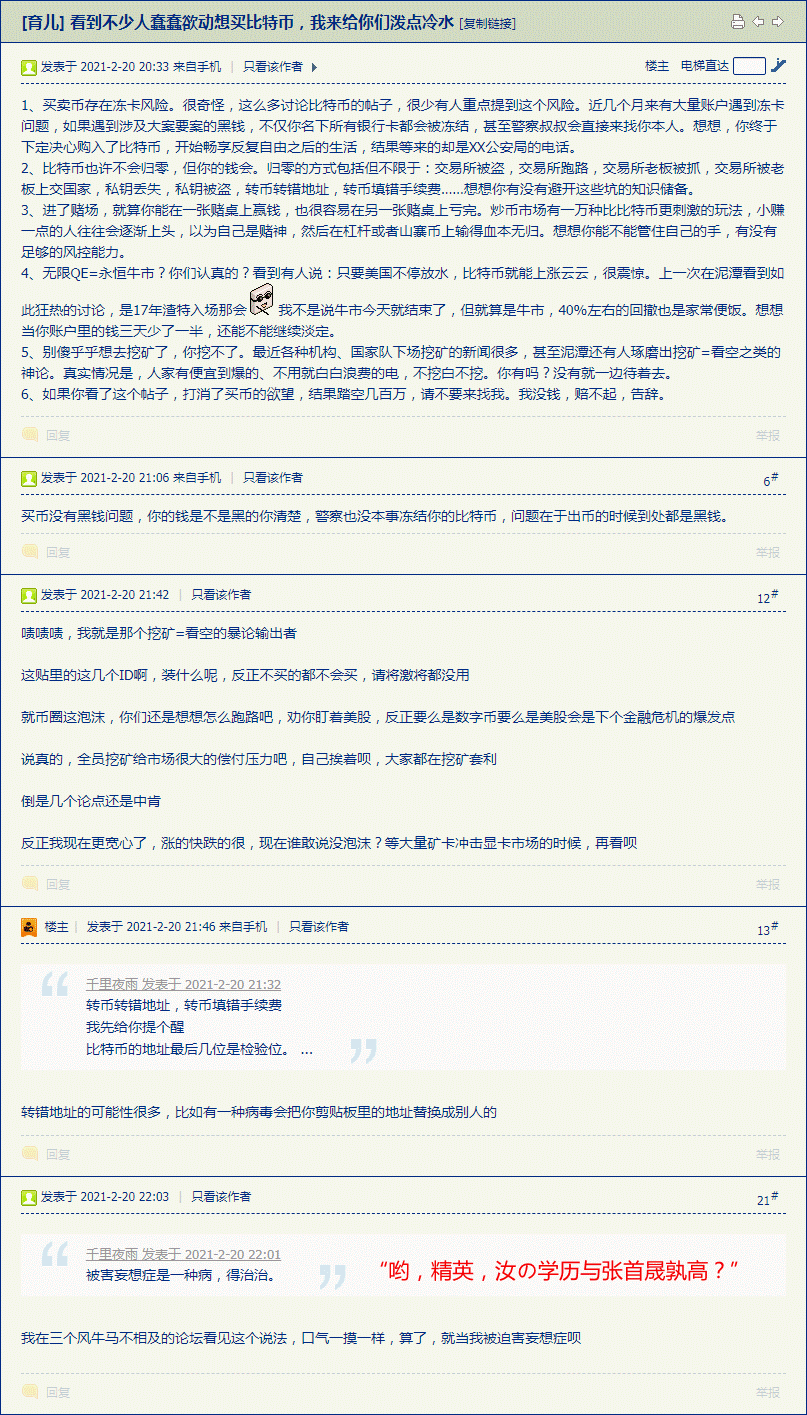 [育儿] 看到不少人蠢蠢欲动想买比特币，我来给你们泼点冷水 [复制链接]
发表于 2021-2-20 20:33 来自手机 | 只看该作者
楼主 电梯直达
1、买卖币存在冻卡风险。很奇怪，这么多讨论比特币的帖子，很少有人重点提到这个风险。近几个月来有大量账户遇到冻卡
问题，如果遇到涉及大案要案的黑钱，不仅你名下所有银行卡都会被冻结，甚至警察叔叔会直接来找你本人。想想，你终于
下定决心购入了比特币，开始畅享反复自由之后的生活，结果等来的却是XX公安局的电话。
2、比特币也许不会归零，但你的钱会。归零的方式包括但不限于：交易所被盗，交易所跑路，交易所老板被抓，交易所被老
板上交国家，私钥丢失，私钥被盗，转币转错地址，转币填错手续费……想想你有没有避开这些坑的知识储备。
3、进了赌场，就算你能在一张赌桌上赢钱，也很容易在另一张赌桌上亏完。炒币市场有一万种比比特币更刺激的玩法，小赚
一点的人往往会逐渐上头，以为自己是赌神，然后在杠杆或者山寨币上输得血本无归。想想你能不能管住自己的手，有没有
足够的风控能力。
4、无限QE=永恒牛市？你们认真的？看到有人说：只要美国不停放水，比特币就能上涨云云，很震惊。上一次在泥潭看到如
此狂热的讨论，是17年渣特入场那会 我不是说牛市今天就结束了，但就算是牛市，40%左右的回撤也是家常便饭。想想
当你账户里的钱三天少了一半，还能不能继续淡定。
5、别傻乎乎想去挖矿了，你挖不了。最近各种机构、国家队下场挖矿的新闻很多，甚至泥潭还有人琢磨出挖矿=看空之类的
神论。真实情况是，人家有便宜到爆的、不用就白白浪费的电，不挖白不挖。你有吗？没有就一边待着去。
6、如果你看了这个帖子，打消了买币的欲望，结果踏空几百万，请不要来找我。我没钱，赔不起，告辞。
回复 举报
发表于 2021-2-20 21:06 来自手机 | 只看该作者 6#
买币没有黑钱问题，你的钱是不是黑的你清楚，警察也没本事冻结你的比特币，问题在于出币的时候到处都是黑钱。
回复 举报
发表于 2021-2-20 21:42 | 只看该作者 12#
啧啧啧，我就是那个挖矿=看空的暴论输出者
这贴里的这几个ID啊，装什么呢，反正不买的都不会买，请将激将都没用
就币圈这泡沫，你们还是想想怎么跑路吧，劝你盯着美股，反正要么是数字币要么是美股会是下个金融危机的爆发点
说真的，全员挖矿给市场很大的偿付压力吧，自己挨着呗，大家都在挖矿套利
倒是几个论点还是中肯
反正我现在更宽心了，涨的快跌的很，现在谁敢说没泡沫？等大量矿卡冲击显卡市场的时候，再看呗
回复 举报
楼主 | 发表于 2021-2-20 21:46 来自手机 | 只看该作者 13#
千里夜雨 发表于 2021-2-20 21:32
转币转错地址，转币填错手续费
我先给你提个醒
比特币的地址最后几位是检验位。 ...
转错地址的可能性很多，比如有一种病毒会把你剪贴板里的地址替换成别人的
回复 举报
发表于 2021-2-20 22:03 | 只看该作者 21#
千里夜雨 发表于 2021-2-20 22:01
被害妄想症是一种病，得治治。
“哟，精英，汝の学历与张首晟孰高？”
我在三个风牛马不相及的论坛看见这个说法，口气一摸一样，算了，就当我被迫害妄想症呗
回复 举报